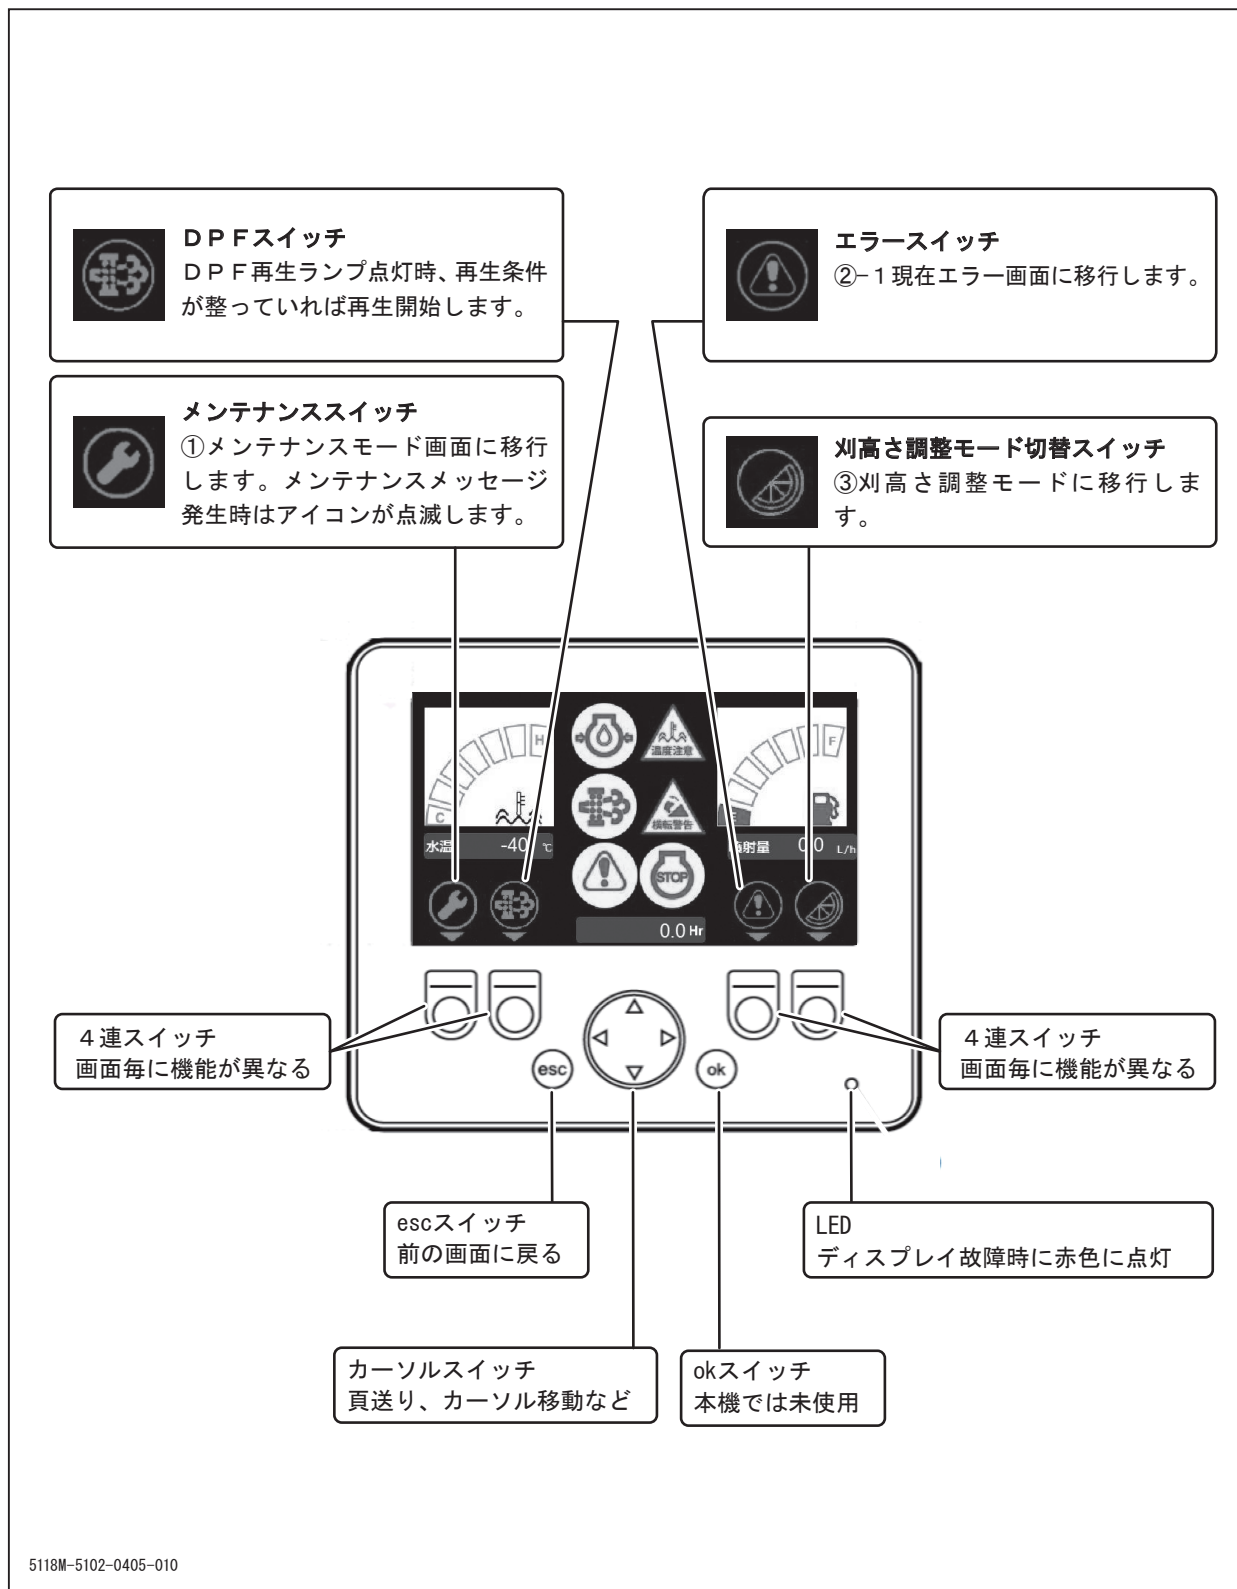 ＤＰＦスイッチ
ＤＰＦ再生ランプ点灯時、再生条件
が整っていれば再生開始します。
エラースイッチ
②-１現在エラー画面に移行します。
メンテナンススイッチ
①メンテナンスモード画面に移行
します。メンテナンスメッセージ
発生時はアイコンが点滅します。
刈高さ調整モード切替スイッチ
③刈高さ調整モードに移行しま
す。
H
C
温度注意
F
E
横転警告
水温 -40 ℃
射量 0.0 L/h
STOP
0.0 Hr
４連スイッチ
画面毎に機能が異なる
４連スイッチ
画面毎に機能が異なる
esc
ok
escスイッチ
前の画面に戻る
LED
ディスプレイ故障時に赤色に点灯
カーソルスイッチ
頁送り、カーソル移動など
okスイッチ
本機では未使用
5118M-5102-0405-010